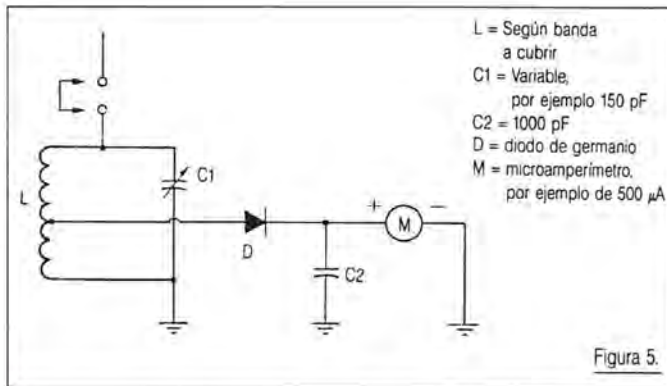 L = Según banda
a cubrir
C1 = Variable,
por ejemplo 150 pF
C2 = 1000 pF
D = diodo de germanio
M = microamperímetro,
por ejemplo de 500 µA
L
C1
D
C2
+ M −
Figura 5.